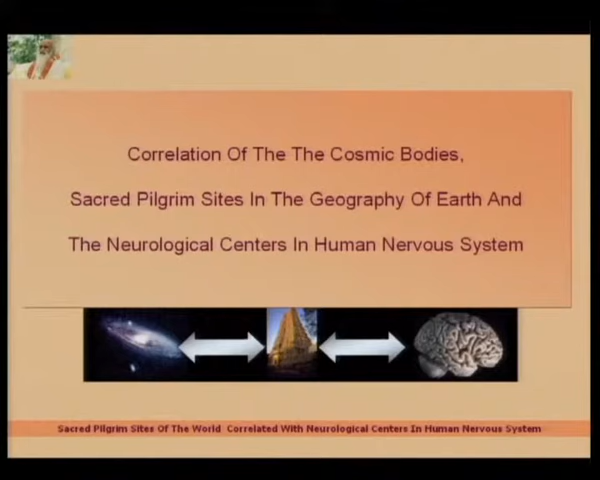 Correlation Of The The Cosmic Bodies,
Sacred Pilgrim Sites In The Geography Of Earth And
The Neurological Centers In Human Nervous System
Sacred Pilgrim Sites Of The World Correlated With Neurological Centers In Human Nervous System